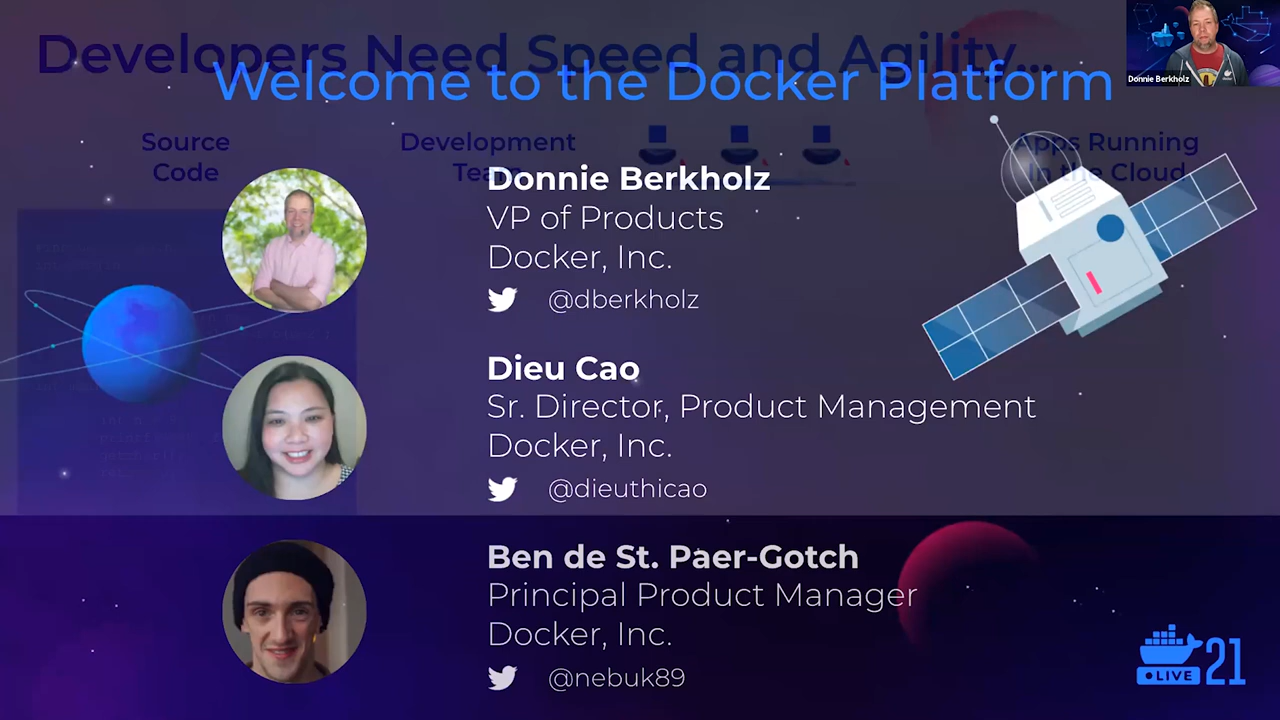 Developers Need Speed and Agility...
Welcome to the Docker Platform
Donnie Berkholz
Source
Code
Development
Team
Apps Running
in the Cloud
Donnie Berkholz
VP of Products
Docker, Inc.
@dberkholz
Dieu Cao
Sr. Director, Product Management
Docker, Inc.
@dieuthicao
Ben de St. Paer-Gotch
Principal Product Manager
Docker, Inc.
@nebuk89
LIVE 21